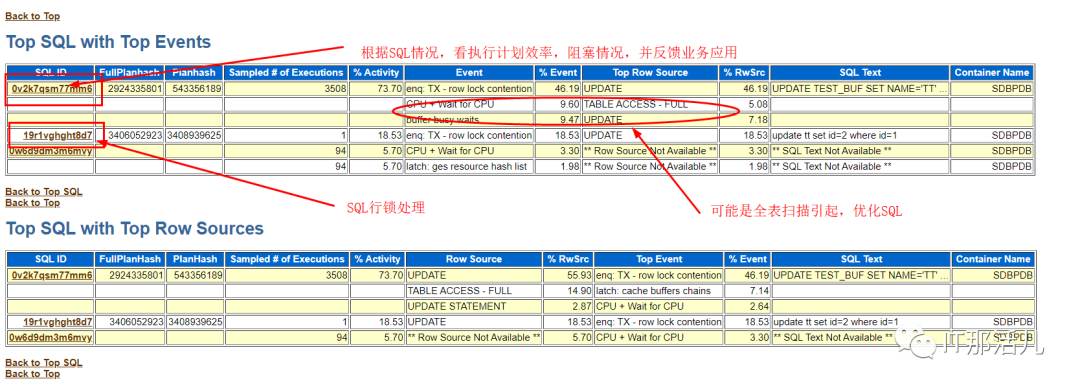 Back to Top
Top SQL with Top Events
根据SQL情况，看执行计划效率，阻塞情况，并反馈业务应用
SQL ID FullPlanhash Planhash Sampled # of Executions % Activity Event % Event Top Row Source % RwSrc SQL Text Container Name
0v2k7qsm77mm6 2924335801 543356189 3508 73.70 enq: TX - row lock contention 46.19 UPDATE 46.19 UPDATE TEST_BUF SET NAME='TT' ... SDBPDB
CPU + Wait for CPU 9.60 TABLE ACCESS - FULL 5.08
buffer busy waits 9.47 UPDATE 7.18
19r1vghght8d7 3406052923 3408939625 1 18.53 enq: TX - row lock contention 18.53 UPDATE 18.53 update tt set id=2 where id=1 SDBPDB
0w6d9dm3m6mvy 94 5.70 CPU + Wait for CPU 3.30 ** Row Source Not Available ** 3.30 ** SQL Text Not Available ** SDBPDB
94 5.70 latch: ges resource hash list 1.98 ** Row Source Not Available ** 1.98 ** SQL Text Not Available ** SDBPDB
Back to Top SQL
Back to Top
SQL行锁处理
可能是全表扫描引起，优化SQL
Top SQL with Top Row Sources
SQL ID FullPlanHash PlanHash Sampled # of Executions % Activity Row Source % RwSrc Top Event % Event SQL Text Container Name
0v2k7qsm77mm6 2924335801 543356189 3508 73.70 UPDATE 55.93 enq: TX - row lock contention 46.19 UPDATE TEST_BUF SET NAME='TT' ... SDBPDB
TABLE ACCESS - FULL 14.90 latch: cache buffers chains 7.14
UPDATE STATEMENT 2.87 CPU + Wait for CPU 2.64
19r1vghght8d7 3406052923 3408939625 1 18.53 UPDATE 18.53 enq: TX - row lock contention 18.53 update tt set id=2 where id=1 SDBPDB
0w6d9dm3m6mvy 94 5.70 ** Row Source Not Available ** 5.70 CPU + Wait for CPU 3.30 ** SQL Text Not Available **
IT那活儿
Back to Top SQL
Back to Top